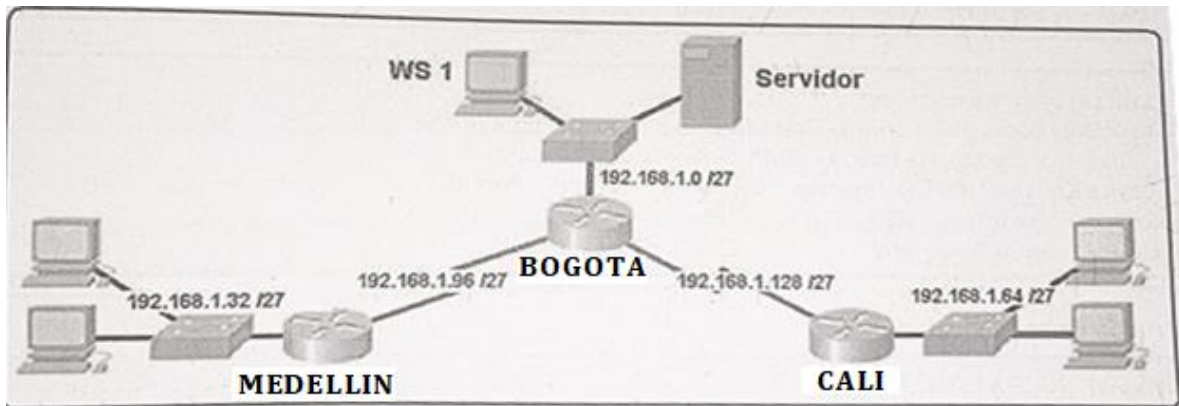 WS 1
Servidor
192.168.1.0 /27
BOGOTA
192.168.1.96 /27
192.168.1.128 /27
192.168.1.32 /27
192.168.1.64 /27
MEDELLIN
CALI